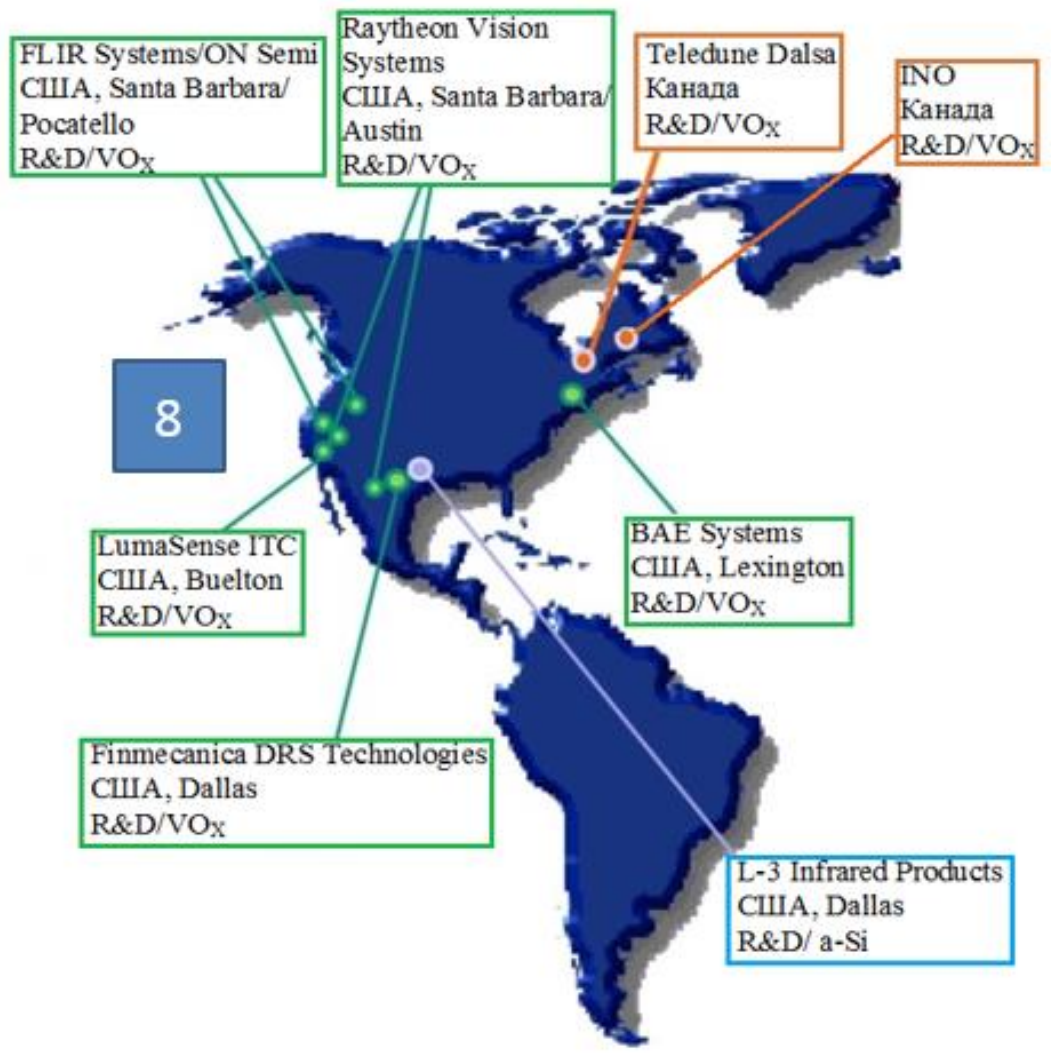 FLIR Systems/ON Semi
США, Santa Barbara/
Pocatello
R&D/VOX
Raytheon Vision
Systems
США, Santa Barbara/
Austin
R&D/VOX
Teledune Dalsa
Канада
R&D/VOX
INO
Канада
R&D/VOX
8
LumaSense ITC
США, Buelton
R&D/VOX
BAE Systems
США, Lexington
R&D/VOX
Finmecanica DRS Technologies
США, Dallas
R&D/VOX
L-3 Infrared Products
США, Dallas
R&D/ a-Si